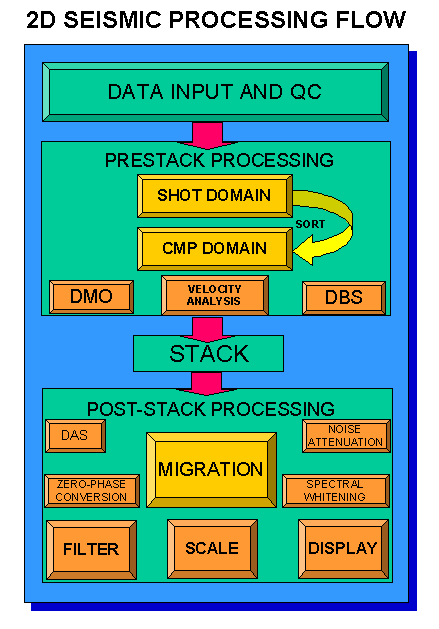 2D SEISMIC PROCESSING FLOW
DATA INPUT AND QC
PRESTACK PROCESSING
SHOT DOMAIN
SORT
CMP DOMAIN
DMO
VELOCITY
ANALYSIS
DBS
STACK
POST-STACK PROCESSING
DAS
NOISE
ATTENUATION
MIGRATION
ZERO-PHASE
CONVERSION
SPECTRAL
WHITENING
FILTER
SCALE
DISPLAY